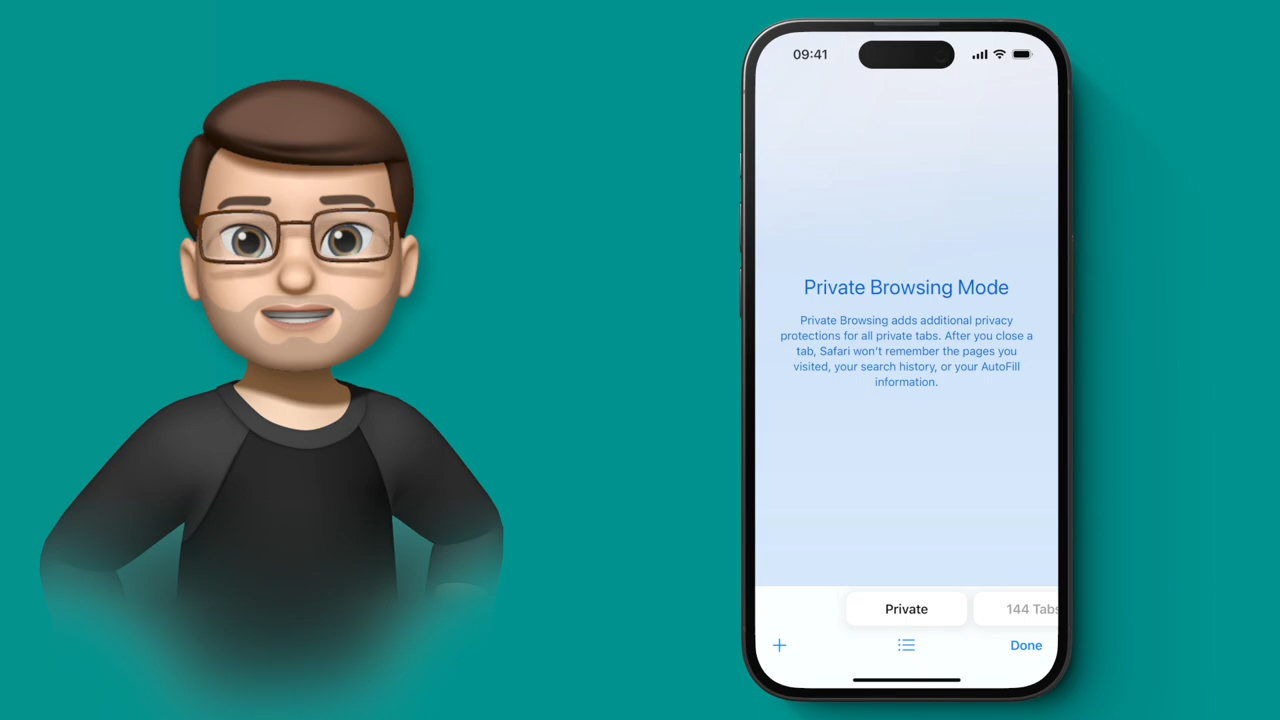 09:41
Private Browsing Mode
Private Browsing adds additional privacy
protections for all private tabs. After you close a
tab, Safari won't remember the pages you
visited, your search history, or your AutoFill
information.
Private
144 Tabs
Done